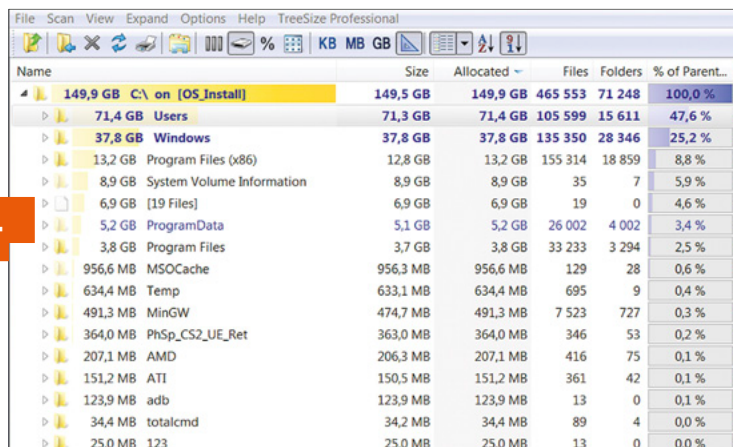 File Scan View Expand Options Help TreeSize Professional
% KB MB GB
Name Size Allocated Files Folders % of Parent...
149,9 GB C:\ on [OS_Install] 149,5 GB 149,9 GB 465 553 71 248 100,0 %
71,4 GB Users 71,3 GB 71,4 GB 105 599 15 611 47,6 %
37,8 GB Windows 37,8 GB 37,8 GB 135 350 28 346 25,2 %
13,2 GB Program Files (x86) 12,8 GB 13,2 GB 155 314 18 859 8,8 %
8,9 GB System Volume Information 8,9 GB 8,9 GB 35 7 5,9 %
6,9 GB [19 Files] 6,9 GB 6,9 GB 19 0 4,6 %
5,2 GB ProgramData 5,1 GB 5,2 GB 26 002 4 002 3,4 %
3,8 GB Program Files 3,7 GB 3,8 GB 33 233 3 294 2,5 %
956,6 MB MSOCache 956,3 MB 956,6 MB 129 28 0,6 %
634,4 MB Temp 633,1 MB 634,4 MB 695 9 0,4 %
491,3 MB MinGW 474,7 MB 491,3 MB 7 523 727 0,3 %
364,0 MB PhSp_CS2_UE_Ret 363,0 MB 364,0 MB 346 53 0,2 %
207,1 MB AMD 206,3 MB 207,1 MB 416 75 0,1 %
151,2 MB ATI 150,5 MB 151,2 MB 361 42 0,1 %
123,9 MB adb 123,9 MB 123,9 MB 13 0 0,1 %
34,4 MB totalcmd 34,2 MB 34,4 MB 89 4 0,0 %
25,0 MB 123 25,0 MB 25,0 MB 13 0 0,0 %